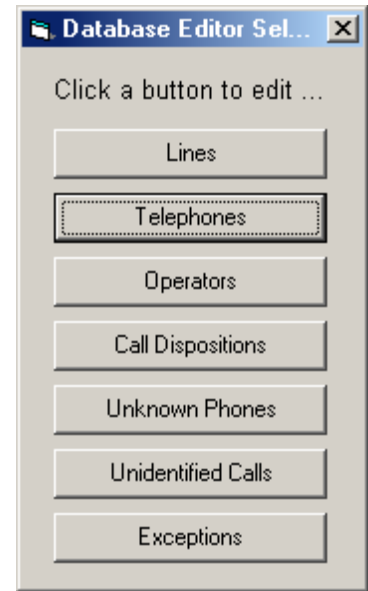 Database Editor Sel...
Click a button to edit ...
Lines
Telephones
Operators
Call Dispositions
Unknown Phones
Unidentified Calls
Exceptions